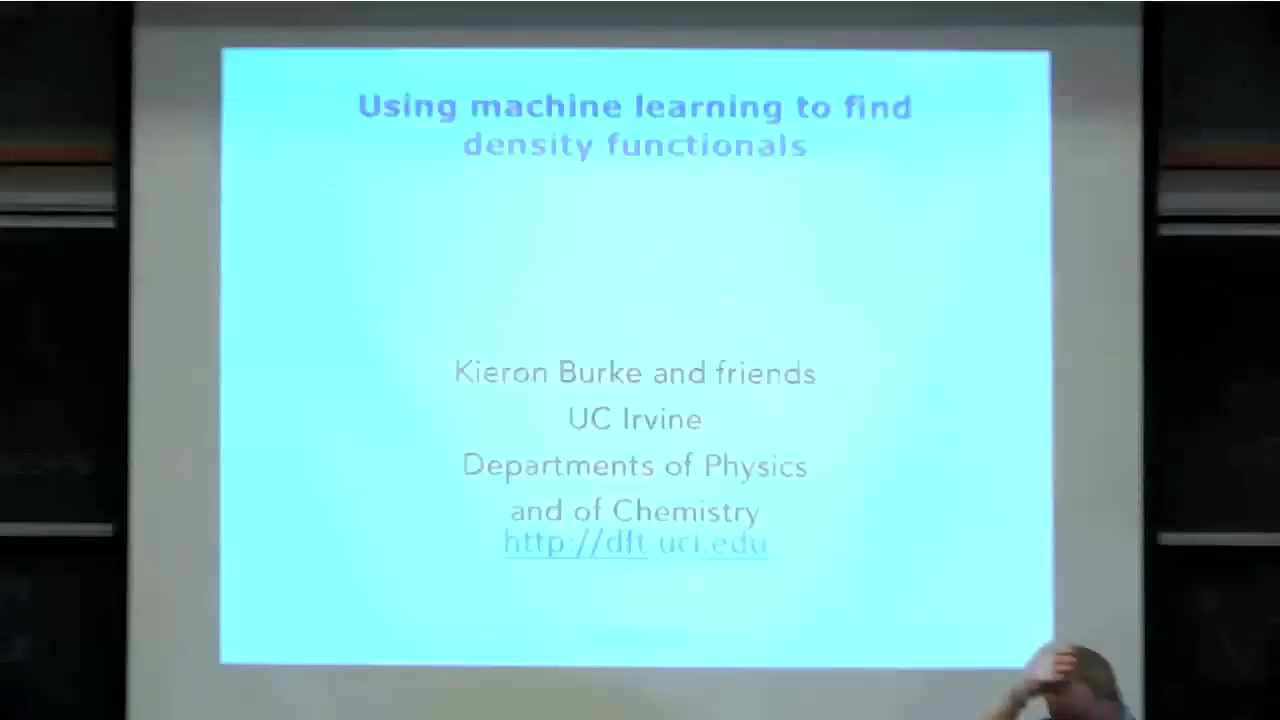 Using machine learning to find
density functionals
Kieron Burke and friends
UC Irvine
Departments of Physics
and of Chemistry
http://dft.uci.edu